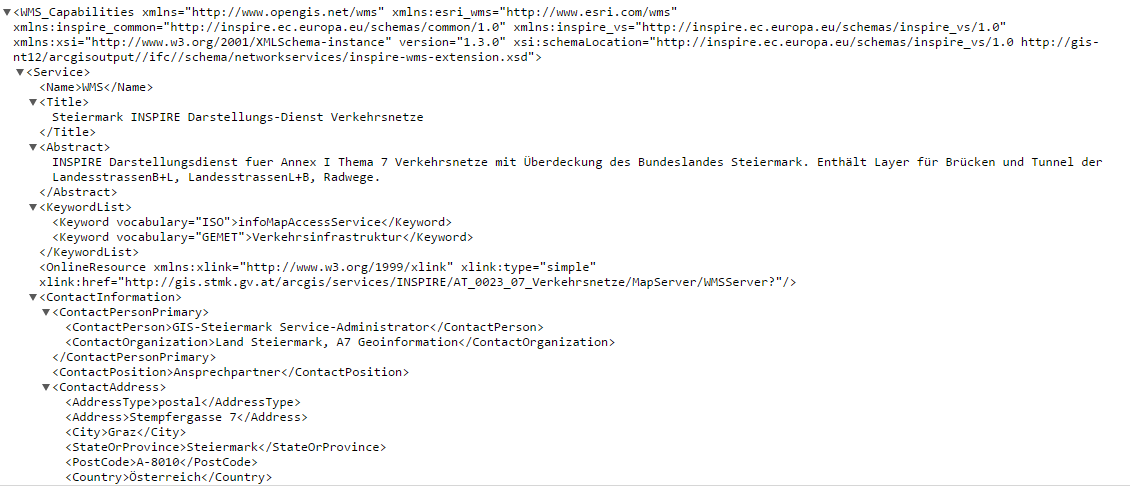 <WMS_Capabilities xmlns="http://www.opengis.net/wms" xmlns:esri_wms="http://www.esri.com/wms"
xmlns:inspire_common="http://inspire.ec.europa.eu/schemas/common/1.0" xmlns:inspire_vs="http://inspire.ec.europa.eu/schemas/inspire_vs/1.0"
xmlns:xsi="http://www.w3.org/2001/XMLSchema-instance" version="1.3.0" xsi:schemaLocation="http://inspire.ec.europa.eu/schemas/inspire_vs/1.0 http://gis-
nt12/arcgisoutput//ifc//schema/networkservices/inspire-wms-extension.xsd">
<Service>
<Name>WMS</Name>
<Title>
Steiermark INSPIRE Darstellungs-Dienst Verkehrsnetze
</Title>
<Abstract>
INSPIRE Darstellungsdienst fuer Annex I Thema 7 Verkehrsnetze mit Überdeckung des Bundeslandes Steiermark. Enthält Layer für Brücken und Tunnel der
LandesstrassenB+L, LandesstrassenL+B, Radwege.
</Abstract>
<KeywordList>
<Keyword vocabulary="ISO">infoMapAccessService</Keyword>
<Keyword vocabulary="GEMET">Verkehrsinfrastruktur</Keyword>
</KeywordList>
<OnlineResource xmlns:xlink="http://www.w3.org/1999/xlink" xlink:type="simple"
xlink:href="http://gis.stmk.gv.at/arcgis/services/INSPIRE/AT_0023_07_Verkehrsnetze/MapServer/WMSServer?"/>
<ContactInformation>
<ContactPersonPrimary>
<ContactPerson>GIS-Steiermark Service-Administrator</ContactPerson>
<ContactOrganization>Land Steiermark, A7 Geoinformation</ContactOrganization>
</ContactPersonPrimary>
<ContactPosition>Ansprechpartner</ContactPosition>
<ContactAddress>
<AddressType>postal</AddressType>
<Address>Stempfergasse 7</Address>
<City>Graz</City>
<StateOrProvince>Steiermark</StateOrProvince>
<PostCode>A-8010</PostCode>
<Country>Österreich</Country>